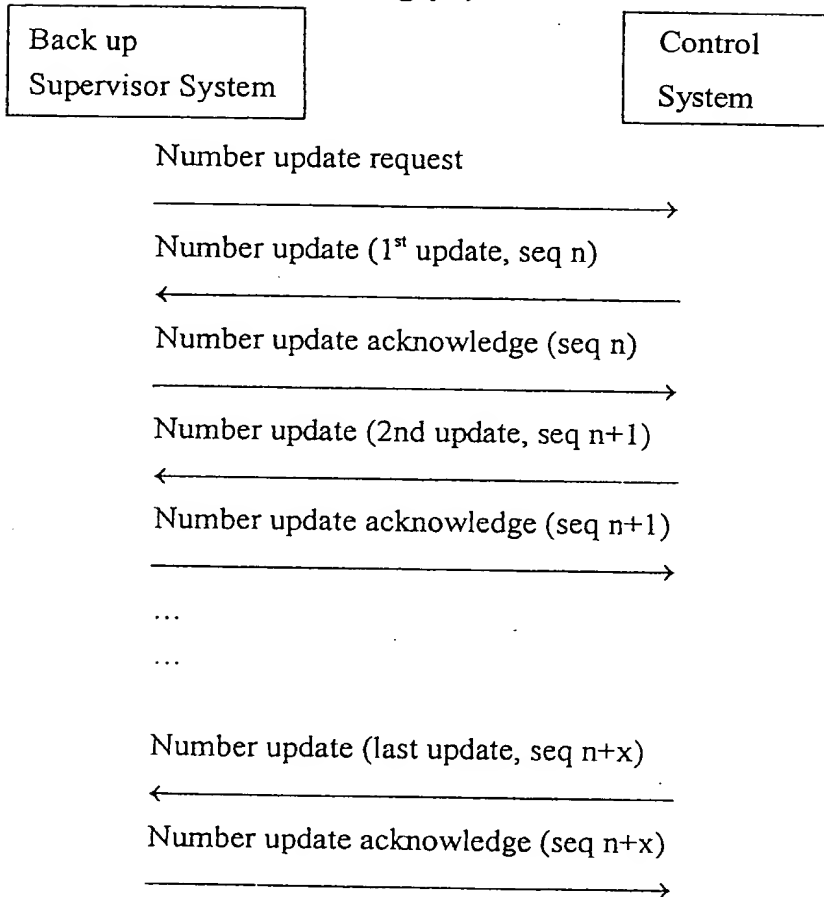 Back up
Supervisor System
Control
System
Number update request
Number update (1st update, seq n)
Number update acknowledge (seq n)
Number update (2nd update, seq n+1)
Number update acknowledge (seq n+1)
...
...
Number update (last update, seq n+x)
Number update acknowledge (seq n+x)